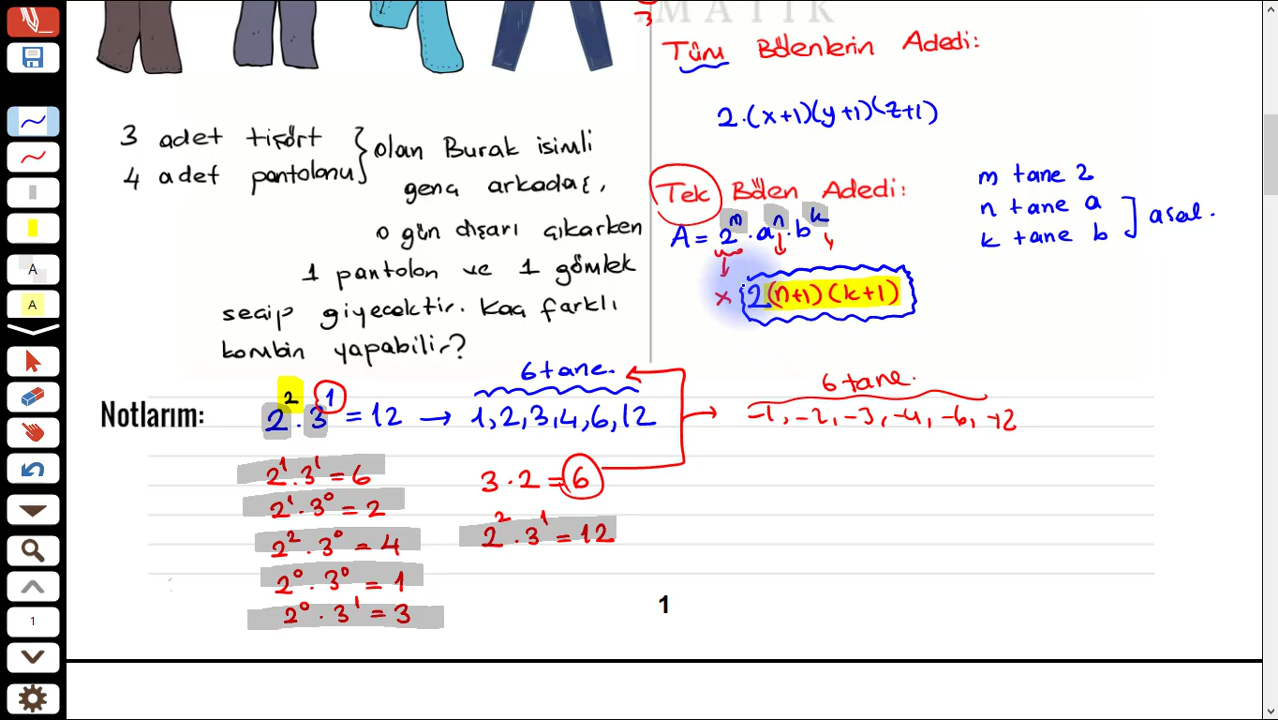 MATİK
3
Tüm Bölenlerin Adedi:
2.(x+1)(y+1)(z+1)
3 adet tişört
4 adet pantolonu
olan Burak isimli
genç arkadaş,
o gün dışarı çıkarken
1 pantolon ve 1 gömlek
seçip giyecektir. Kaç farklı
kombin yapabilir?
Tek Bölen Adedi:
A = 2^m . a^n . b^k
x 2(n+1)(k+1)
m tane 2
n tane a
k tane b
asal.
Notlarım:
2^2 . 3^1 = 12 → 1, 2, 3, 4, 6, 12
6 tane.
6 tane.
-1, -2, -3, -4, -6, -12
2^1 . 3^1 = 6
2^1 . 3^0 = 2
2^2 . 3^0 = 4
2^0 . 3^0 = 1
2^0 . 3^1 = 3
3 . 2 = 6
2^2 . 3^1 = 12
1
A
A
1